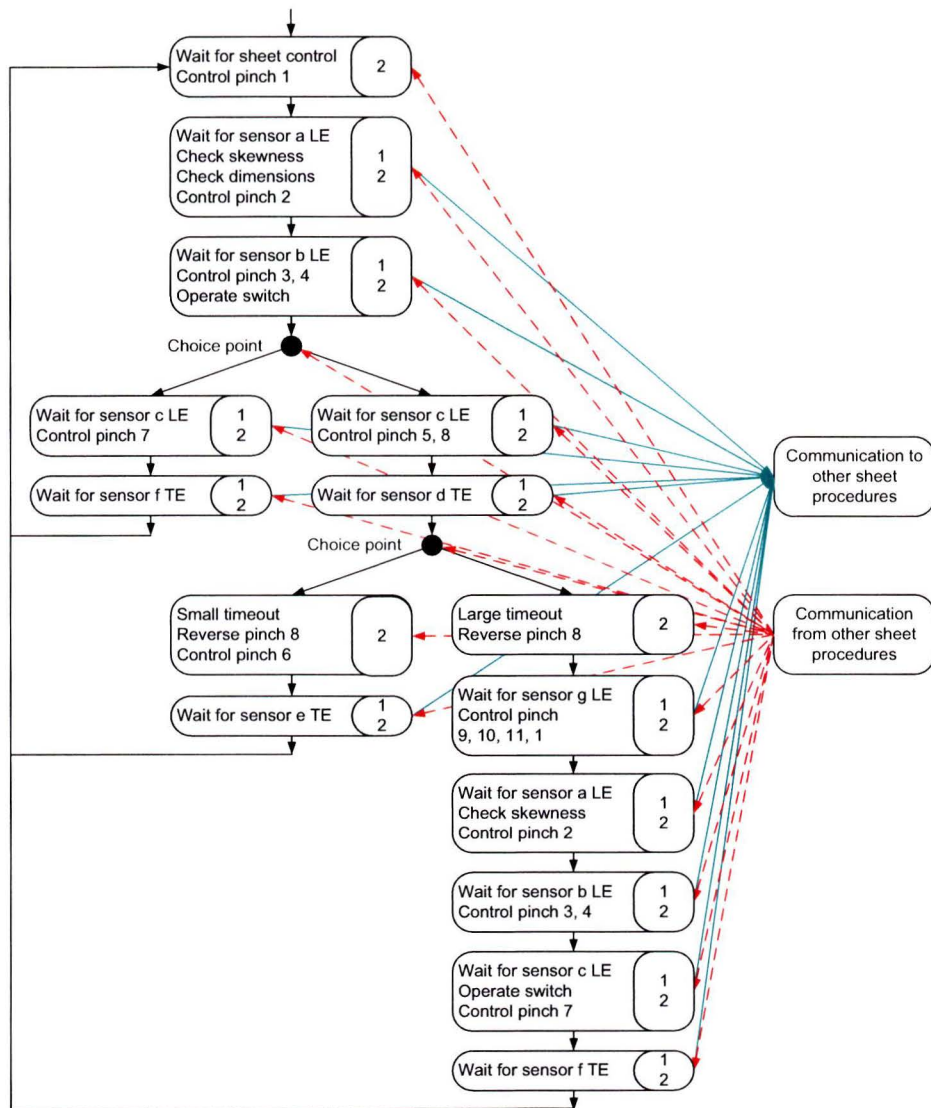 Wait for sheet control
Control pinch 1
2
Wait for sensor a LE
Check skewness
Check dimensions
Control pinch 2
1
2
Wait for sensor b LE
Control pinch 3, 4
Operate switch
1
2
Choice point
Wait for sensor c LE
Control pinch 7
1
2
Wait for sensor c LE
Control pinch 5, 8
1
2
Communication to
other sheet
procedures
Wait for sensor f TE
1
2
Wait for sensor d TE
1
2
Choice point
Small timeout
Reverse pinch 8
Control pinch 6
2
Large timeout
Reverse pinch 8
2
Communication
from other sheet
procedures
Wait for sensor e TE
1
2
Wait for sensor g LE
Control pinch
9, 10, 11, 1
1
2
Wait for sensor a LE
Check skewness
Control pinch 2
1
2
Wait for sensor b LE
Control pinch 3, 4
1
2
Wait for sensor c LE
Operate switch
Control pinch 7
1
2
Wait for sensor f TE
1
2